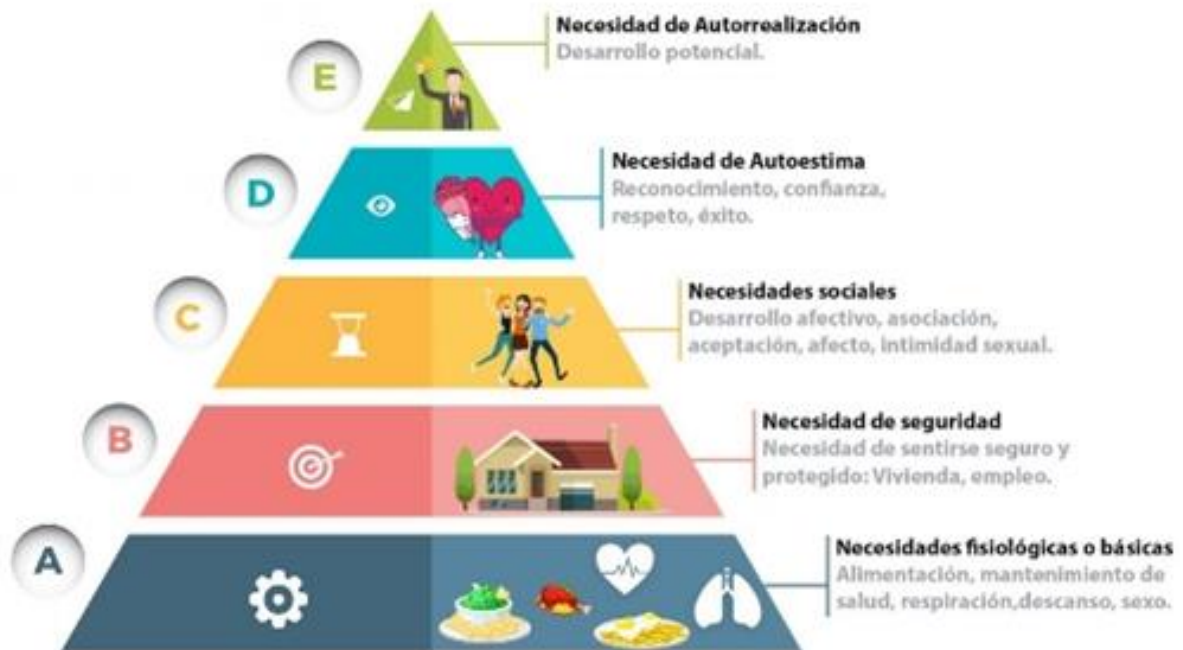 E
Necesidad de Autorrealización
Desarrollo potencial.
D
Necesidad de Autoestima
Reconocimiento, confianza,
respeto, éxito.
C
Necesidades sociales
Desarrollo afectivo, asociación,
aceptación, afecto, intimidad sexual.
B
Necesidad de seguridad
Necesidad de sentirse seguro y
protegido: Vivienda, empleo.
A
Necesidades fisiológicas o básicas
Alimentación, mantenimiento de
salud, respiración,descanso, sexo.